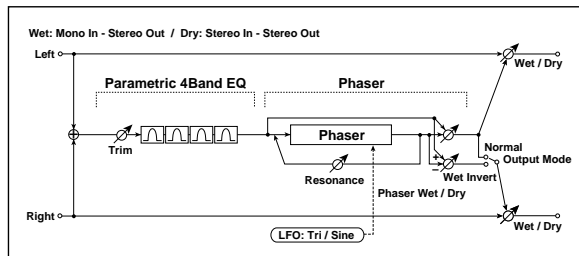 Wet: Mono In - Stereo Out / Dry: Stereo In - Stereo Out
Left
Wet / Dry
Parametric 4Band EQ
Phaser
Trim
Phaser
Resonance
+
−
Wet Invert
Normal
Output Mode
Phaser Wet / Dry
Right
LFO: Tri / Sine
Wet / Dry